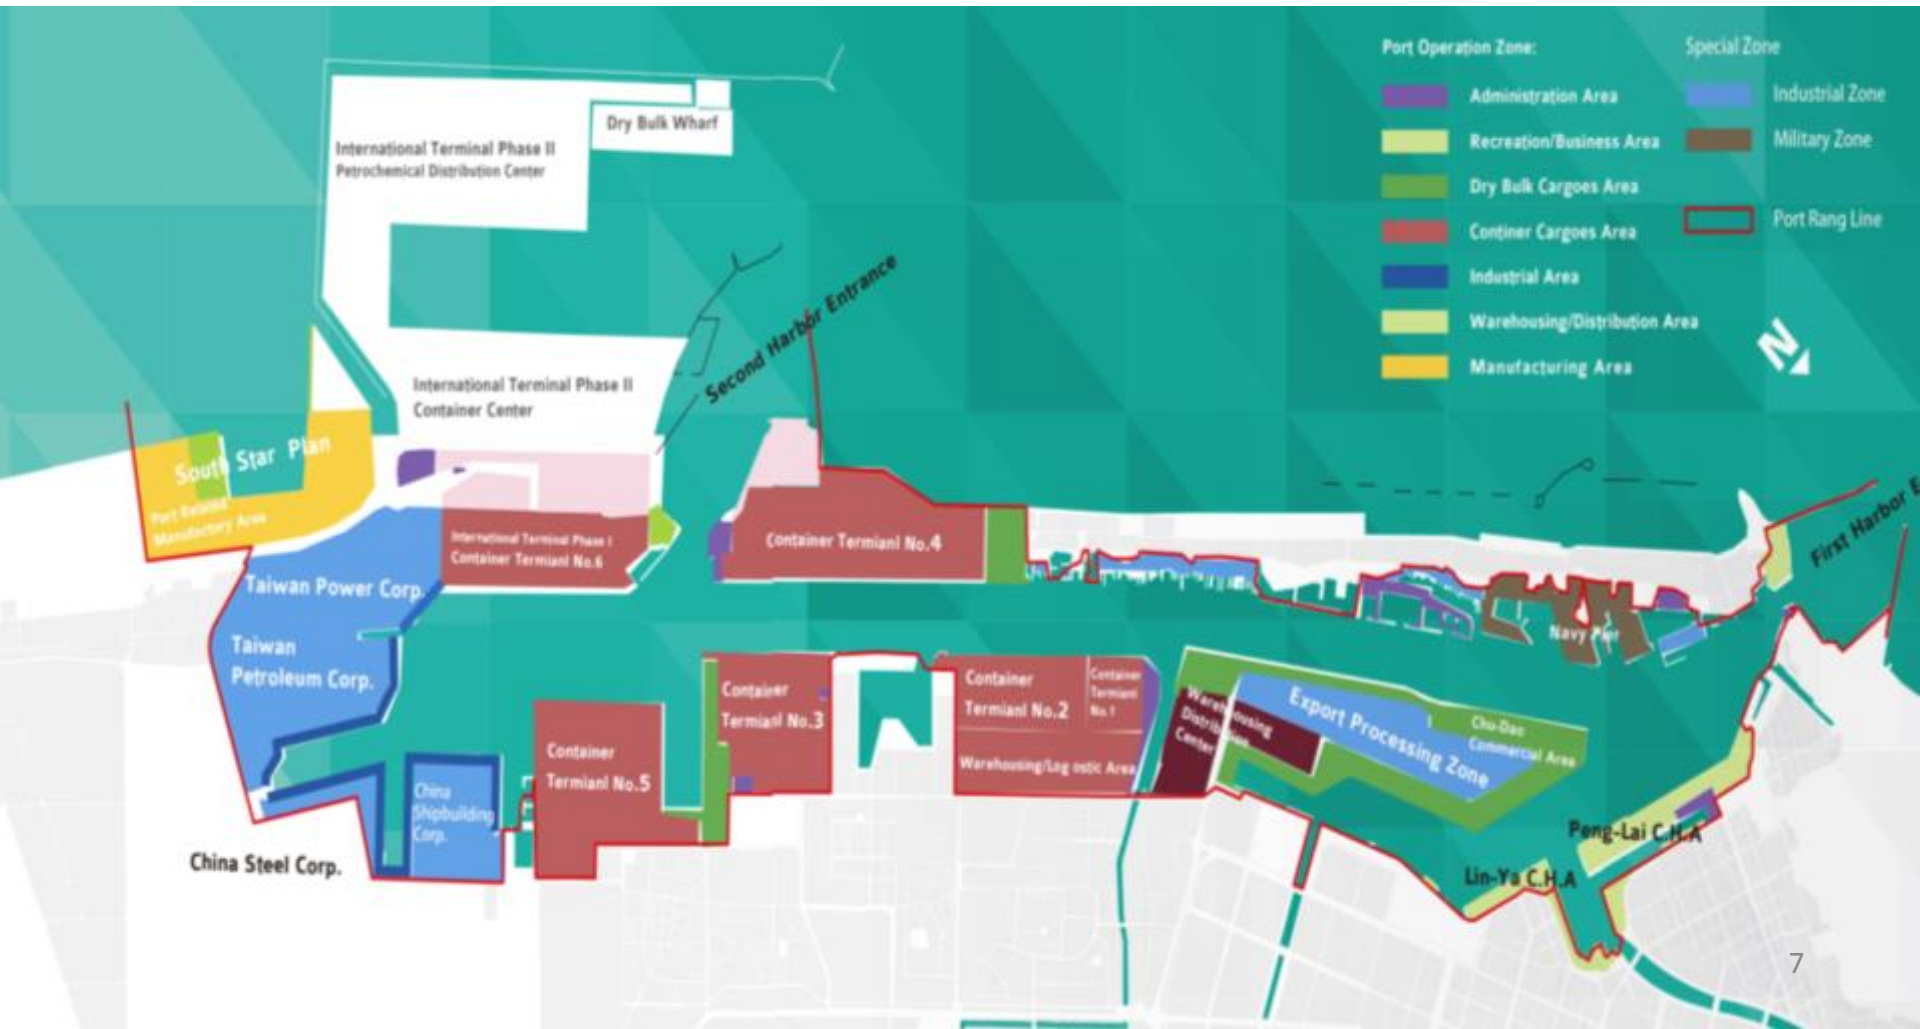 Port Operation Zone:
Administration Area
Recreation/Business Area
Dry Bulk Cargoes Area
Continer Cargoes Area
Industrial Area
Warehousing/Distribution Area
Manufacturing Area
Special Zone
Industrial Zone
Military Zone
Port Rang Line
N
Dry Bulk Wharf
International Terminal Phase II
Petrochemical Distribution Center
Second Harbor Entrance
International Terminal Phase II
Container Center
South Star Plan
Port Related
Manufactory Area
International Terminal Phase I
Container Termianl No.6
Container Termianl No.4
First Harbor E
Taiwan Power Corp.
Taiwan
Petroleum Corp.
Navy Pier
Container
Termianl No.3
Container
Termianl No.2
Container
Termianl
No.1
Warehousing
Distribution
Center
Export Processing Zone
Chu-Dao
Commercial Area
Container
Termianl No.5
Warehousing/Log ostic Area
China
Shipbuilding
Corp.
China Steel Corp.
Peng-Lai C.H.A
Lin-Ya C.H.A
7